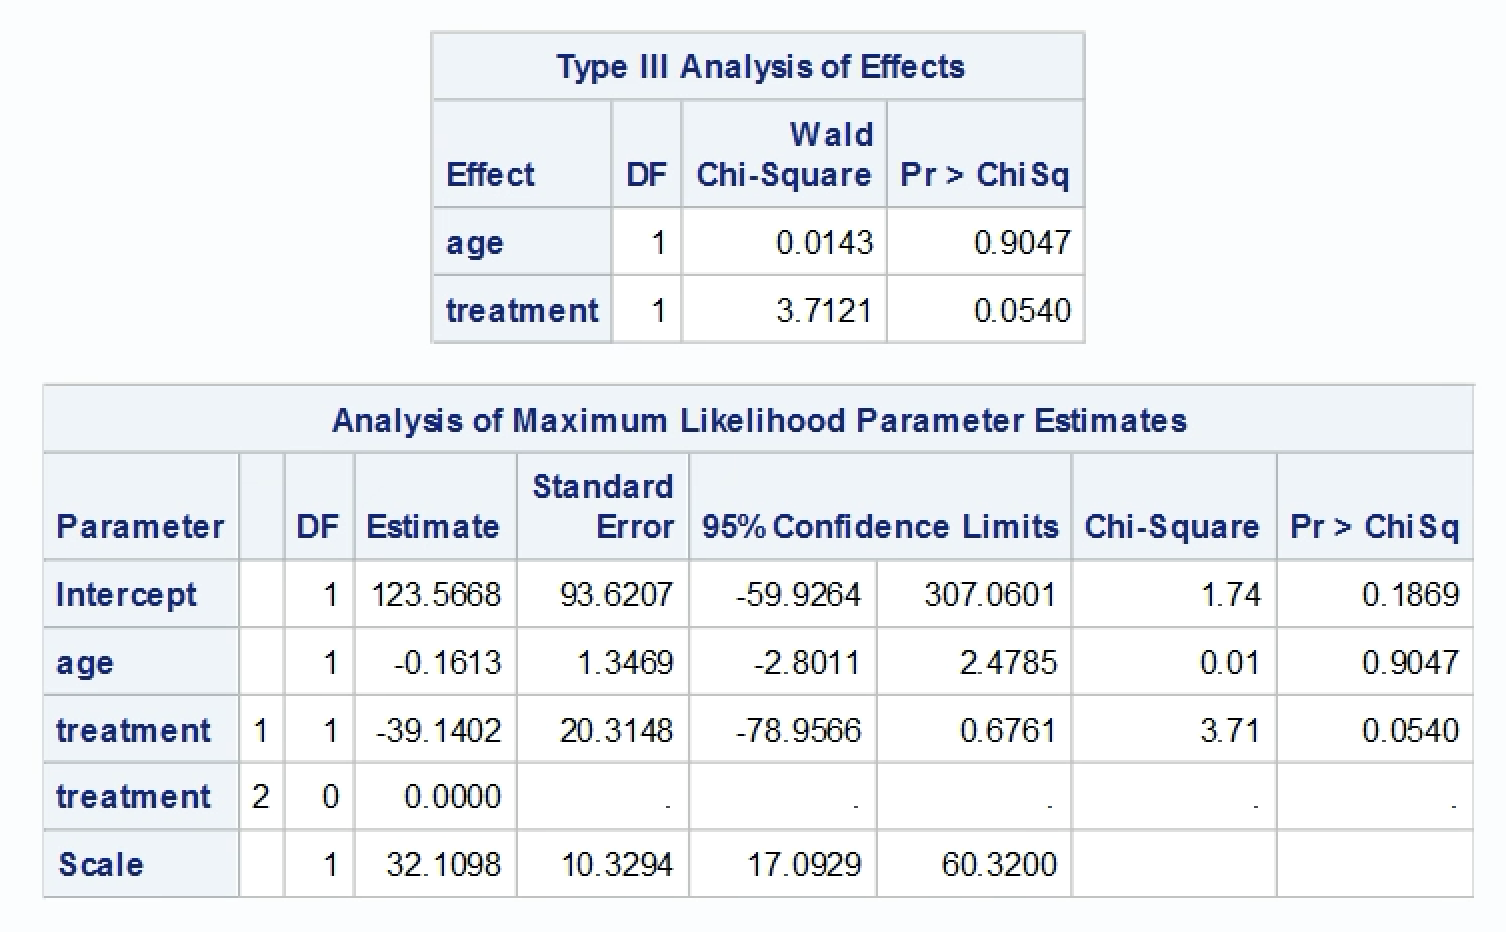 Type III Analysis of Effects
Effect DF Wald Chi-Square Pr > ChiSq
age 1 0.0143 0.9047
treatment 1 3.7121 0.0540
Analysis of Maximum Likelihood Parameter Estimates
Parameter DF Estimate Standard Error 95% Confidence Limits Chi-Square Pr > ChiSq
Intercept 1 123.5668 93.6207 -59.9264 307.0601 1.74 0.1869
age 1 -0.1613 1.3469 -2.8011 2.4785 0.01 0.9047
treatment 1 1 -39.1402 20.3148 -78.9566 0.6761 3.71 0.0540
treatment 2 0 0.0000 . . . . .
Scale 1 32.1098 10.3294 17.0929 60.3200